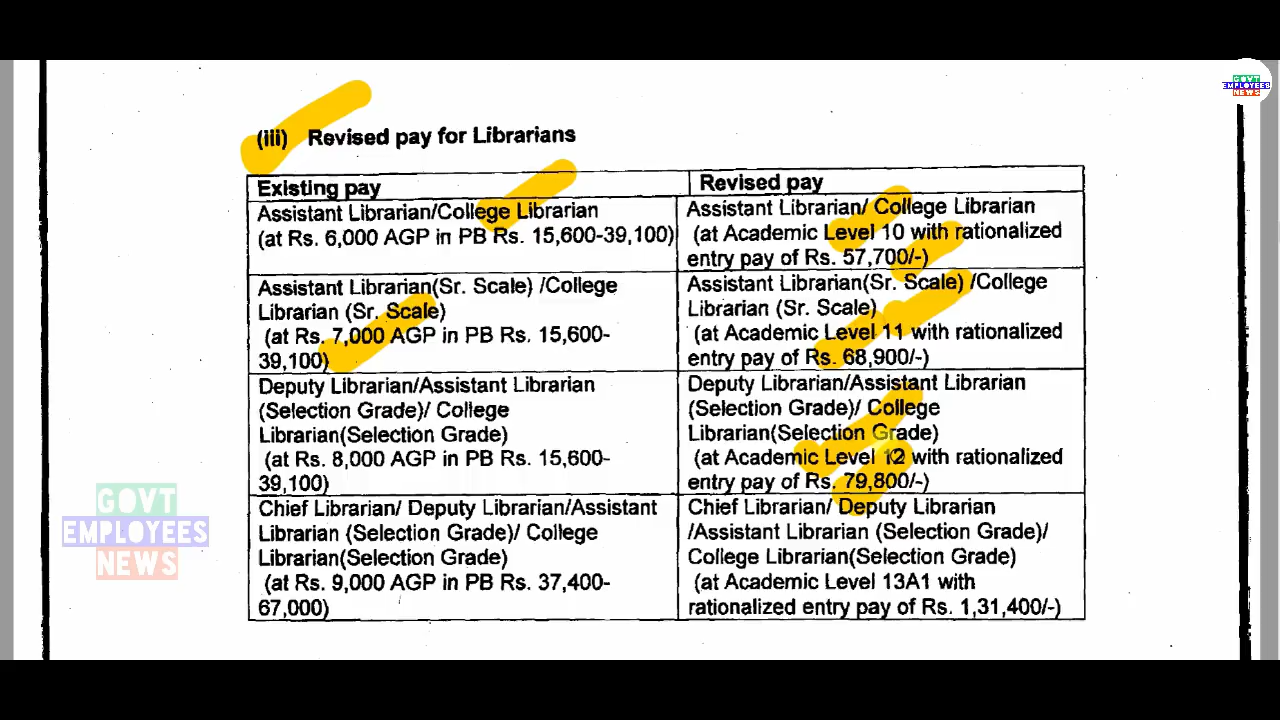 GOVT
EMPLOYEES
NEWS
(iii) Revised pay for Librarians
Existing pay
Revised pay
Assistant Librarian/College Librarian
(at Rs. 6,000 AGP in PB Rs. 15,600-39,100)
Assistant Librarian/ College Librarian
(at Academic Level 10 with rationalized
entry pay of Rs. 57,700/-)
Assistant Librarian(Sr. Scale) /College
Librarian (Sr. Scale)
(at Rs. 7,000 AGP in PB Rs. 15,600-
39,100)
Assistant Librarian(Sr. Scale) /College
Librarian (Sr. Scale)
(at Academic Level 11 with rationalized
entry pay of Rs. 68,900/-)
Deputy Librarian/Assistant Librarian
(Selection Grade)/ College
Librarian(Selection Grade)
(at Rs. 8,000 AGP in PB Rs. 15,600-
39,100)
Deputy Librarian/Assistant Librarian
(Selection Grade)/ College
Librarian(Selection Grade)
(at Academic Level 12 with rationalized
entry pay of Rs. 79,800/-)
Chief Librarian/ Deputy Librarian/Assistant
Librarian (Selection Grade)/ College
Librarian(Selection Grade)
(at Rs. 9,000 AGP in PB Rs. 37,400-
67,000)
Chief Librarian/ Deputy Librarian
/Assistant Librarian (Selection Grade)/
College Librarian(Selection Grade)
(at Academic Level 13A1 with
rationalized entry pay of Rs. 1,31,400/-)
GOVT
EMPLOYEES
NEWS